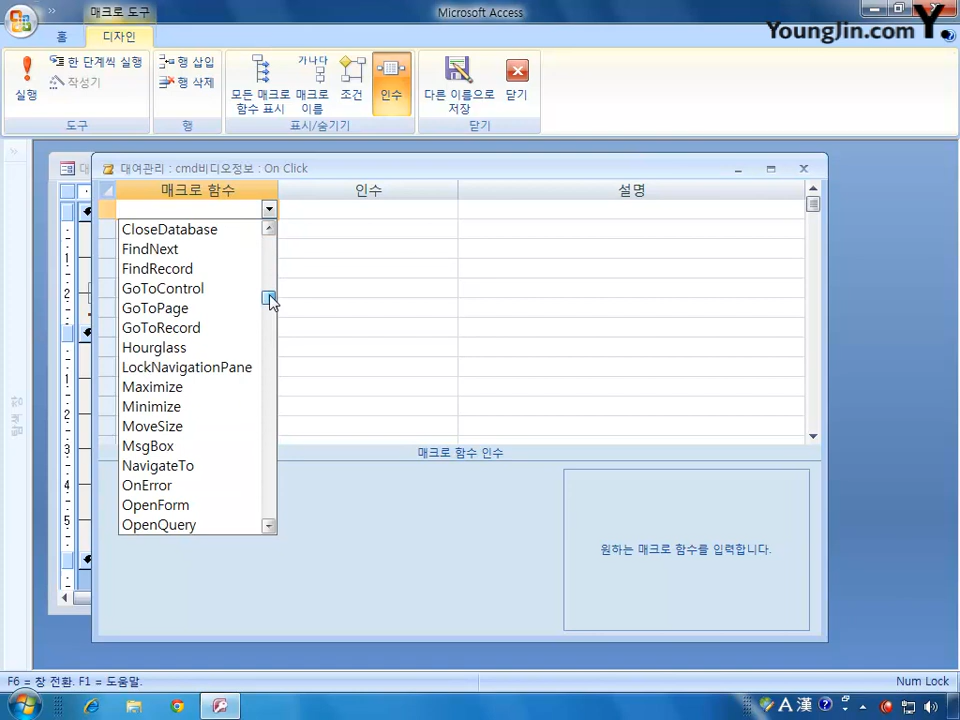 매크로 도구
Microsoft Access
YoungJin.com Y.
홈
디자인
실행
한 단계씩 실행
작성기
도구
행 삽입
행 삭제
행
모든 매크로
함수 표시
가나다
매크로
이름
조건
인수
표시/숨기기
다른 이름으로
저장
닫기
닫기
대여관리 : cmd비디오정보 : On Click
매크로 함수
인수
설명
CloseDatabase
FindNext
FindRecord
GoToControl
GoToPage
GoToRecord
Hourglass
LockNavigationPane
Maximize
Minimize
MoveSize
MsgBox
NavigateTo
OnError
OpenForm
OpenQuery
매크로 함수 인수
원하는 매크로 함수를 입력합니다.
F6 = 창 전환. F1 = 도움말.
Num Lock
A 漢